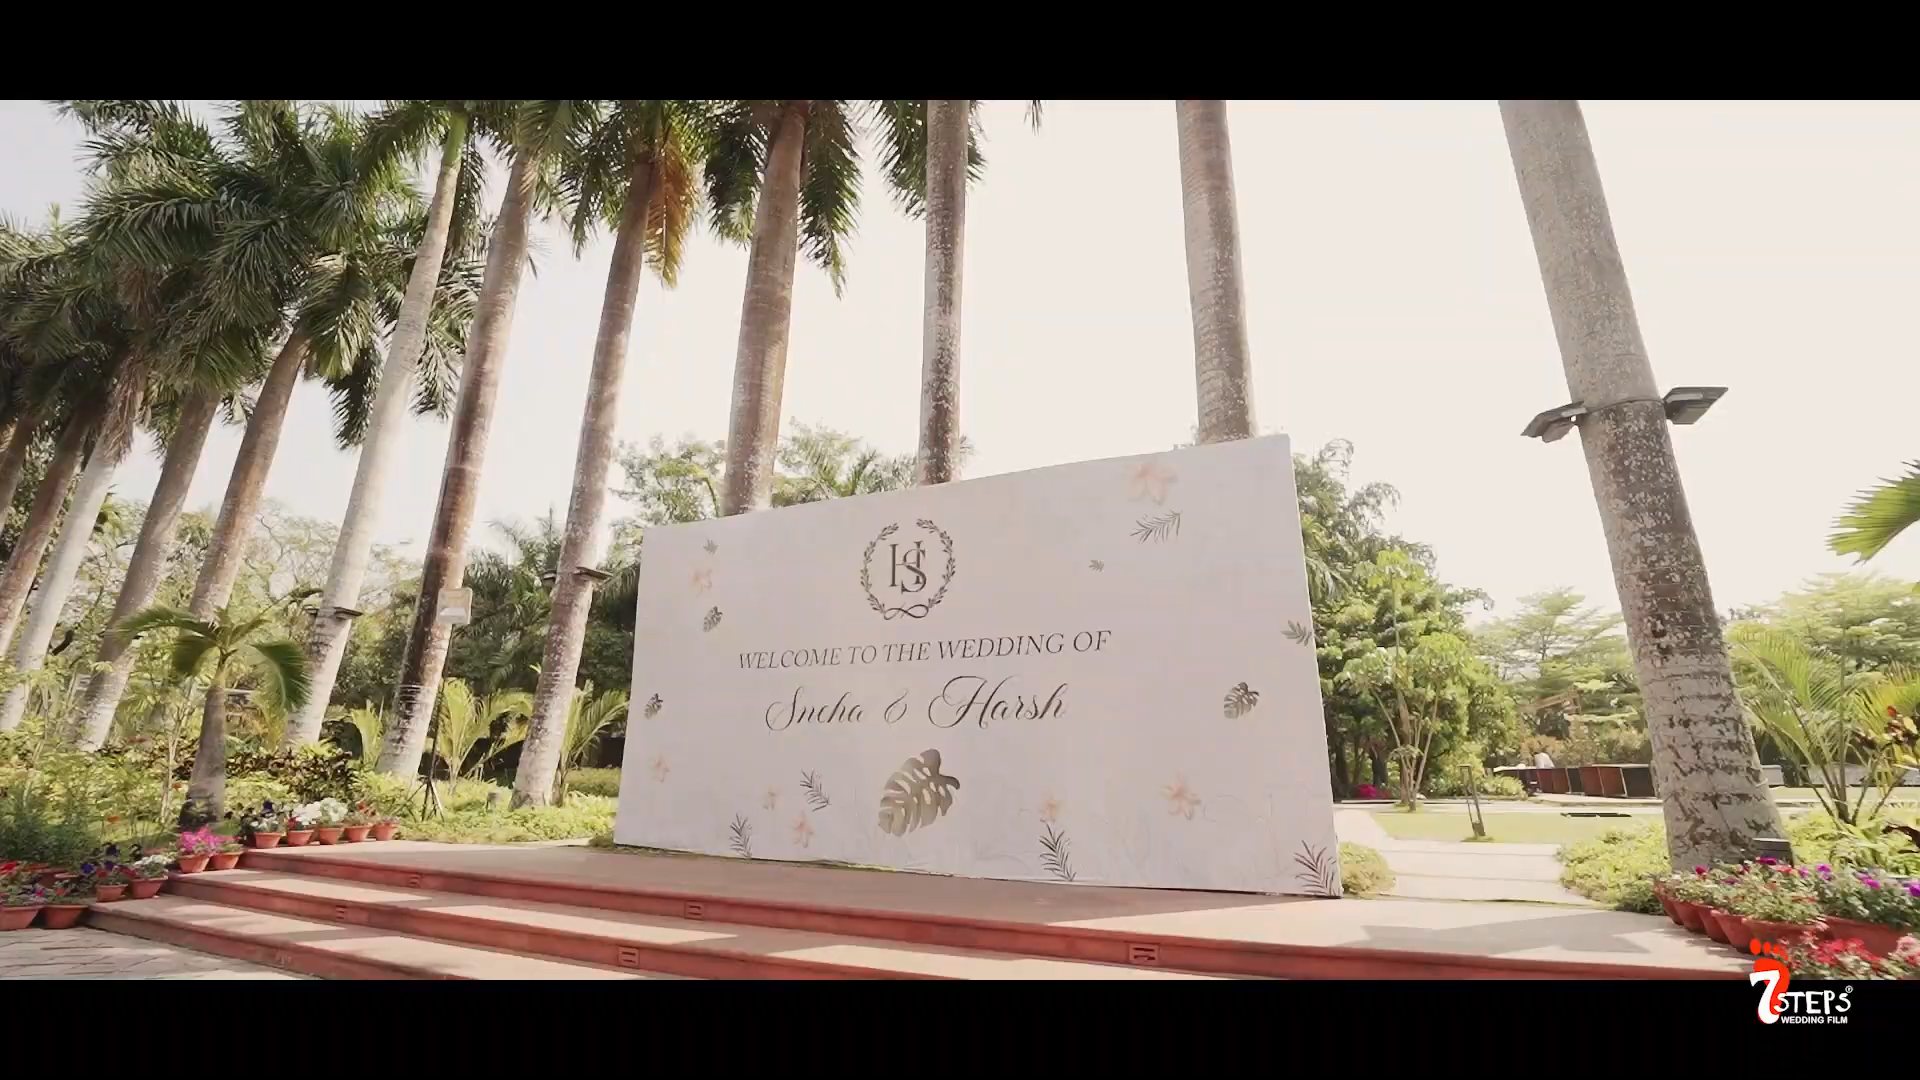 HS
WELCOME TO THE WEDDING OF
Sneha & Harsh
7STEPS®
WEDDING FILM